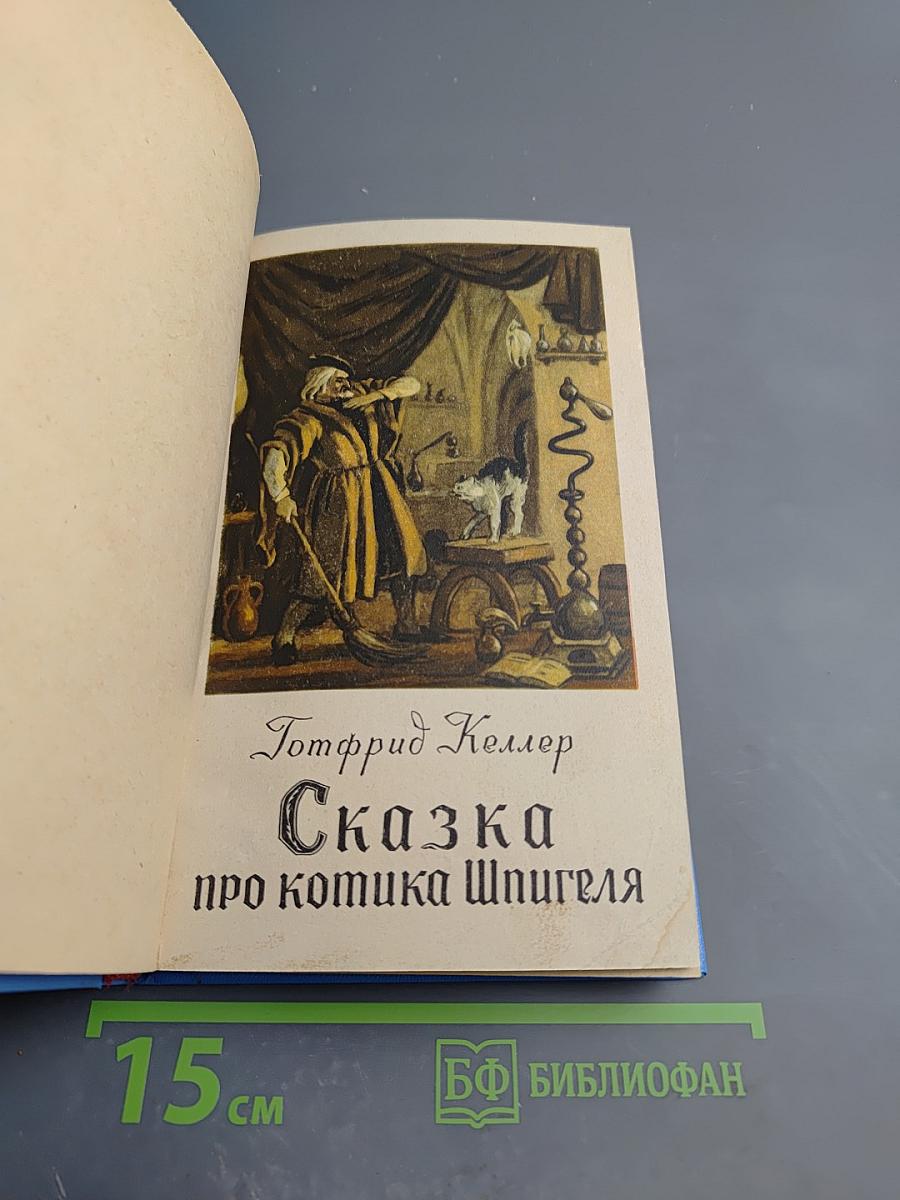 Готфрид Келлер
Сказка
про котика Шпигеля
15 см
БФ БИБЛИОФАН